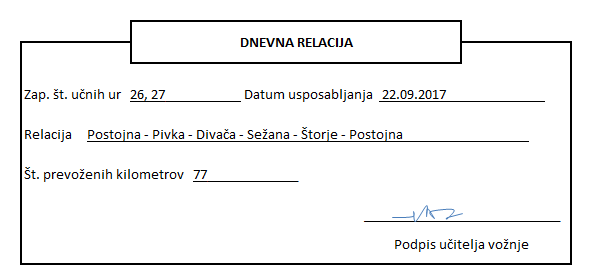 DNEVNA RELACIJA
Zap. št. učnih ur 26, 27 Datum usposabljanja 22.09.2017
Relacija Postojna - Pivka - Divača - Sežana - Štorje - Postojna
Št. prevoženih kilometrov 77
Podpis učitelja vožnje